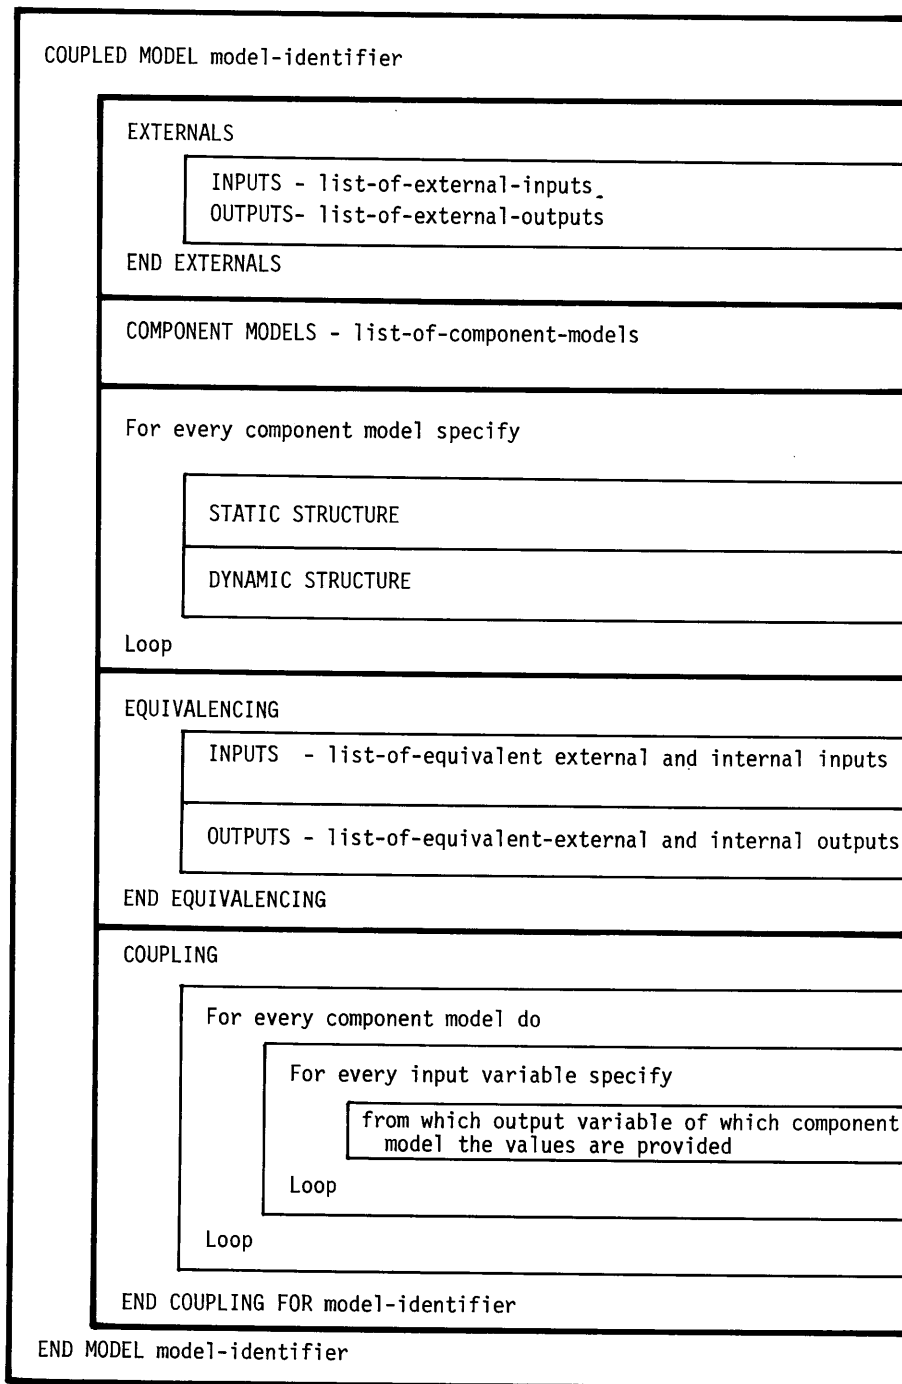 COUPLED MODEL model-identifier
EXTERNALS
INPUTS - list-of-external-inputs
OUTPUTS- list-of-external-outputs
END EXTERNALS
COMPONENT MODELS - list-of-component-models
For every component model specify
STATIC STRUCTURE
DYNAMIC STRUCTURE
Loop
EQUIVALENCING
INPUTS - list-of-equivalent external and internal inputs
OUTPUTS - list-of-equivalent-external and internal outputs
END EQUIVALENCING
COUPLING
For every component model do
For every input variable specify
from which output variable of which component
model the values are provided
Loop
Loop
END COUPLING FOR model-identifier
END MODEL model-identifier